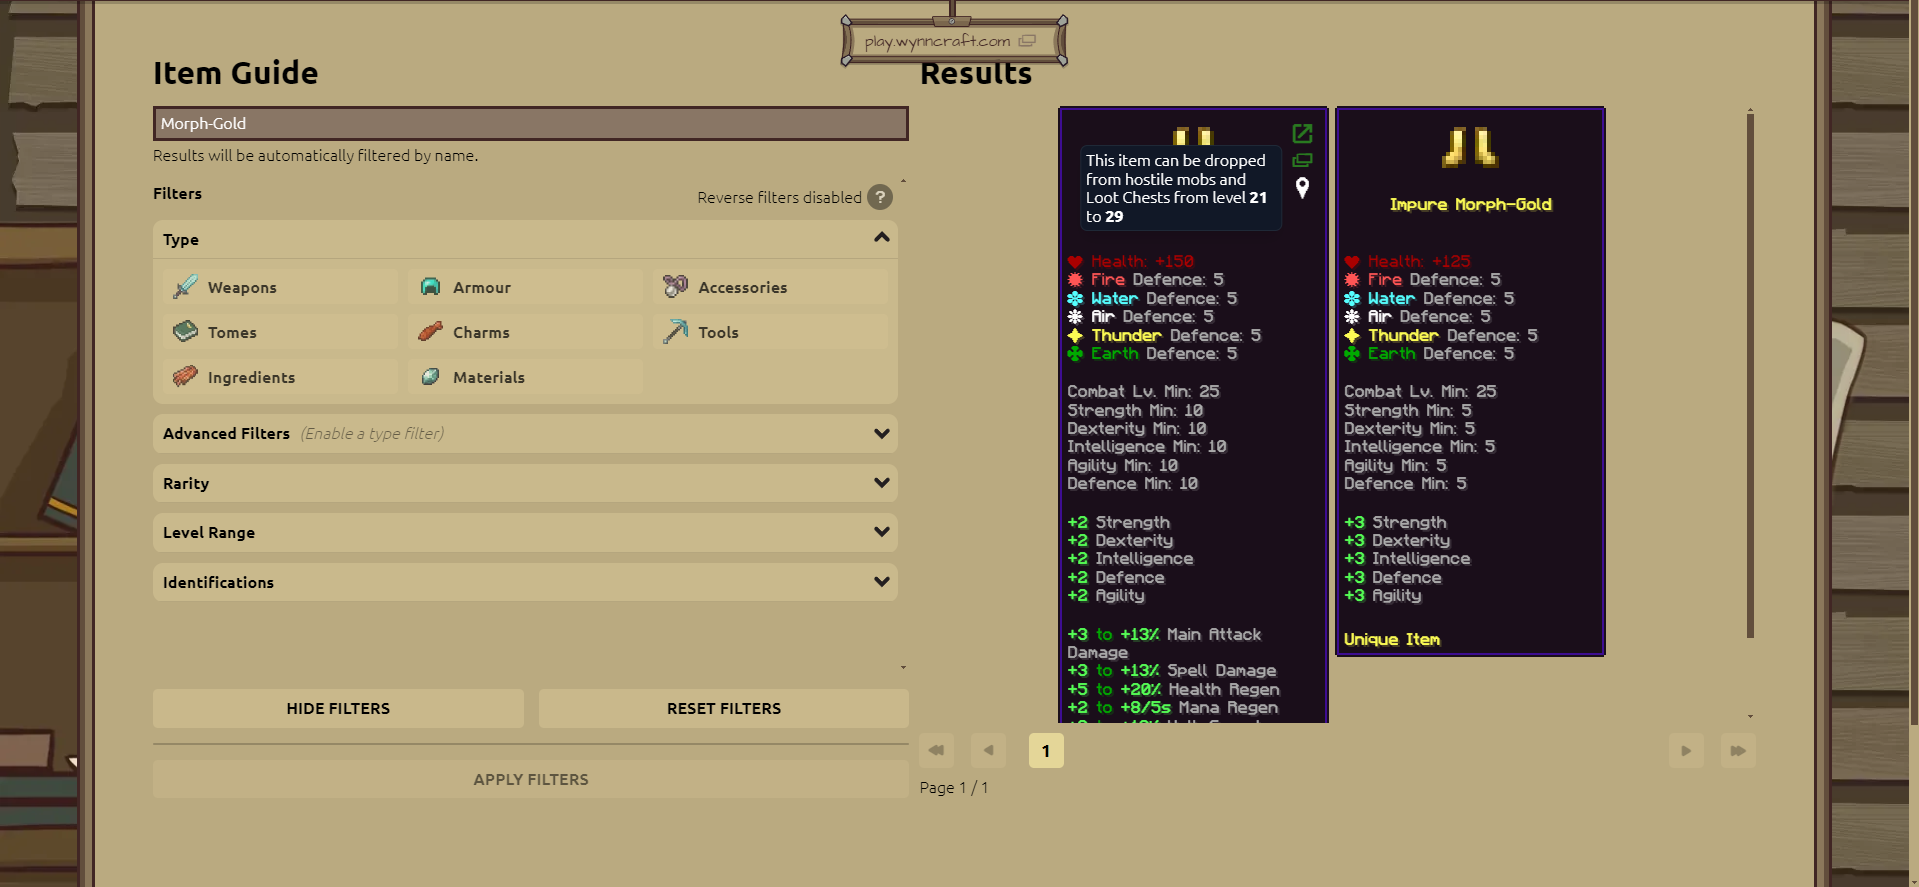 play.wynncraft.com
Item Guide
Morph-Gold
Results will be automatically filtered by name.
Filters
Reverse filters disabled ?
Type
Weapons
Armour
Accessories
Tomes
Charms
Tools
Ingredients
Materials
Advanced Filters (Enable a type filter)
Rarity
Level Range
Identifications
HIDE FILTERS
RESET FILTERS
APPLY FILTERS
Results
This item can be dropped
from hostile mobs and
Loot Chests from level 21
to 29
Health: +150
Fire Defence: 5
Water Defence: 5
Air Defence: 5
Thunder Defence: 5
Earth Defence: 5
Combat Lv. Min: 25
Strength Min: 10
Dexterity Min: 10
Intelligence Min: 10
Agility Min: 10
Defence Min: 10
+2 Strength
+2 Dexterity
+2 Intelligence
+2 Defence
+2 Agility
+3 to +13% Main Attack
Damage
+3 to +13% Spell Damage
+5 to +20% Health Regen
+2 to +8/5s Mana Regen
Impure Morph-Gold
Health: +125
Fire Defence: 5
Water Defence: 5
Air Defence: 5
Thunder Defence: 5
Earth Defence: 5
Combat Lv. Min: 25
Strength Min: 5
Dexterity Min: 5
Intelligence Min: 5
Agility Min: 5
Defence Min: 5
+3 Strength
+3 Dexterity
+3 Intelligence
+3 Defence
+3 Agility
Unique Item
1
Page 1 / 1